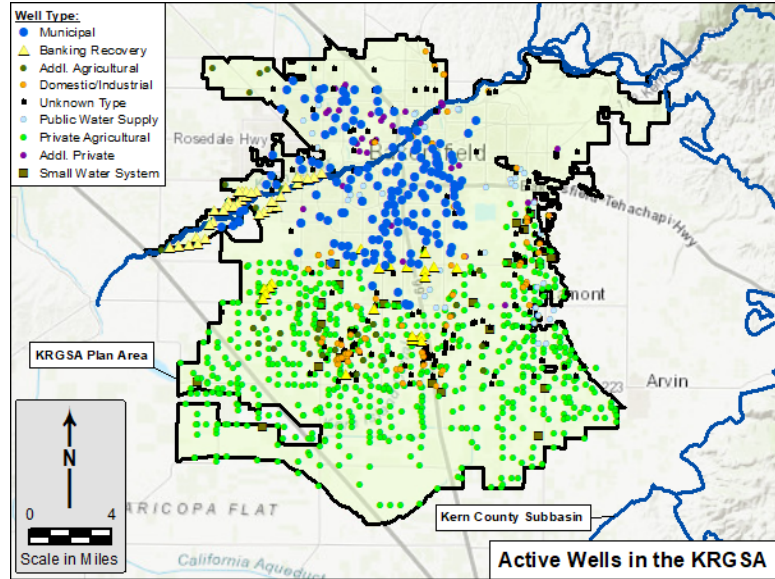 Well Type:
Municipal
Banking Recovery
Addl. Agricultural
Domestic/Industrial
Unknown Type
Public Water Supply
Private Agricultural
Addl. Private
Small Water System
Rosedale Hwy
Tehachapi Hwy
KRGSA Plan Area
223
Arvin
N
0 4
Scale in Miles
ARICOPA FLAT
California Aqueduct
Kern County Subbasin
Active Wells in the KRGSA